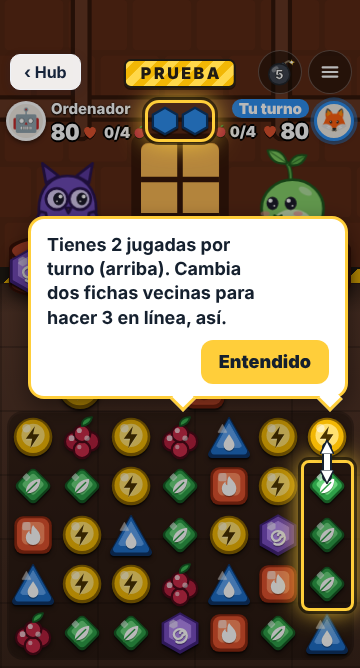 ‹ Hub
PRUEBA
5
Ordenador
Tu turno
80 0/4
0/4 80
Tienes 2 jugadas por
turno (arriba). Cambia
dos fichas vecinas para
hacer 3 en línea, así.
Entendido